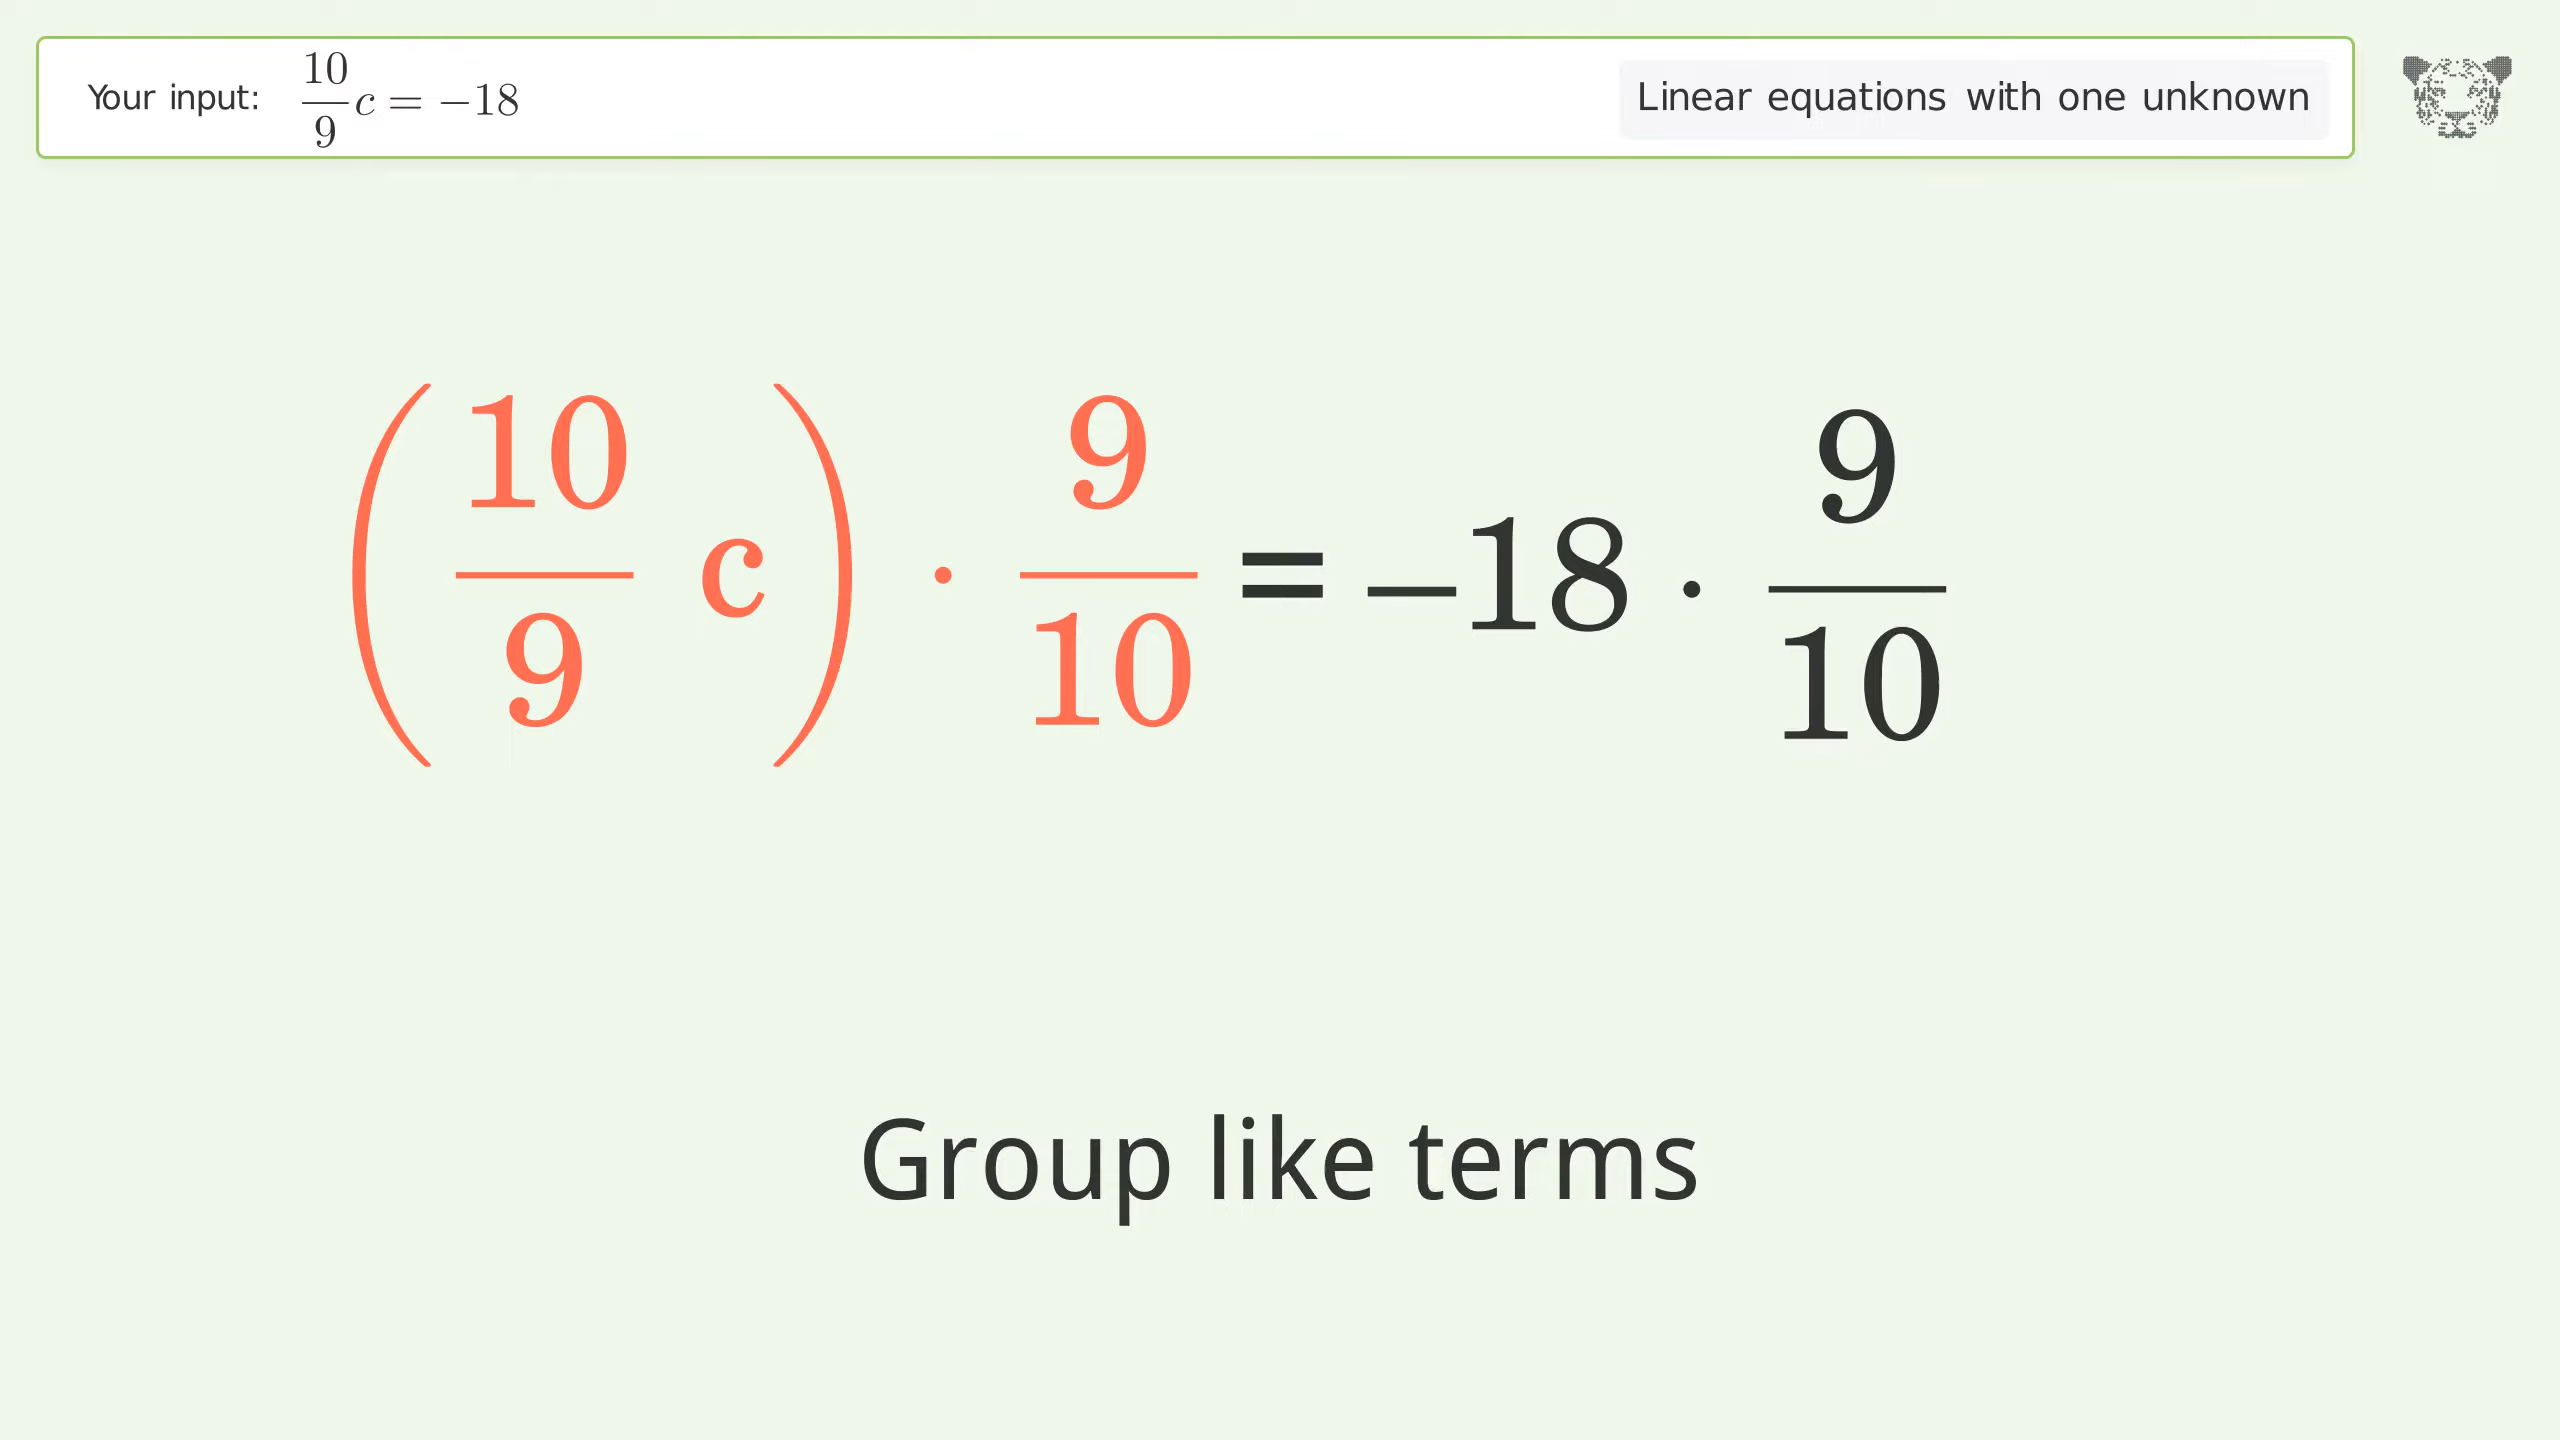 Your input: 10/9 c = −18
Linear equations with one unknown
(10/9 c) · 9/10 = −18 · 9/10
Group like terms